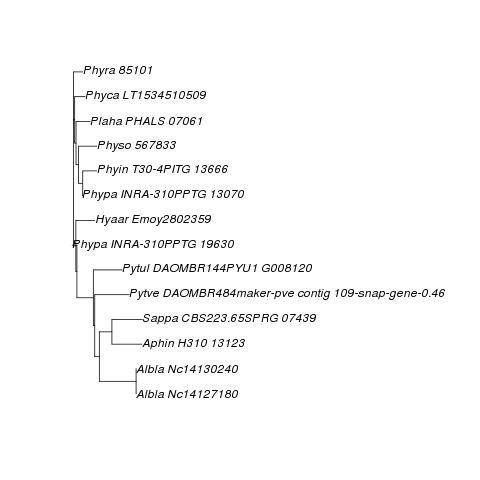 Phyra 85101
Phyca LT1534510509
Plaha PHALS 07061
Physo 567833
Phyin T30-4PITG 13666
Phypa INRA-310PPTG 13070
Hyaar Emoy2802359
Phypa INRA-310PPTG 19630
Pytul DAOMBR144PYU1 G008120
Pytve DAOMBR484maker-pve contig 109-snap-gene-0.46
Sappa CBS223.65SPRG 07439
Aphin H310 13123
Albla Nc14130240
Albla Nc14127180